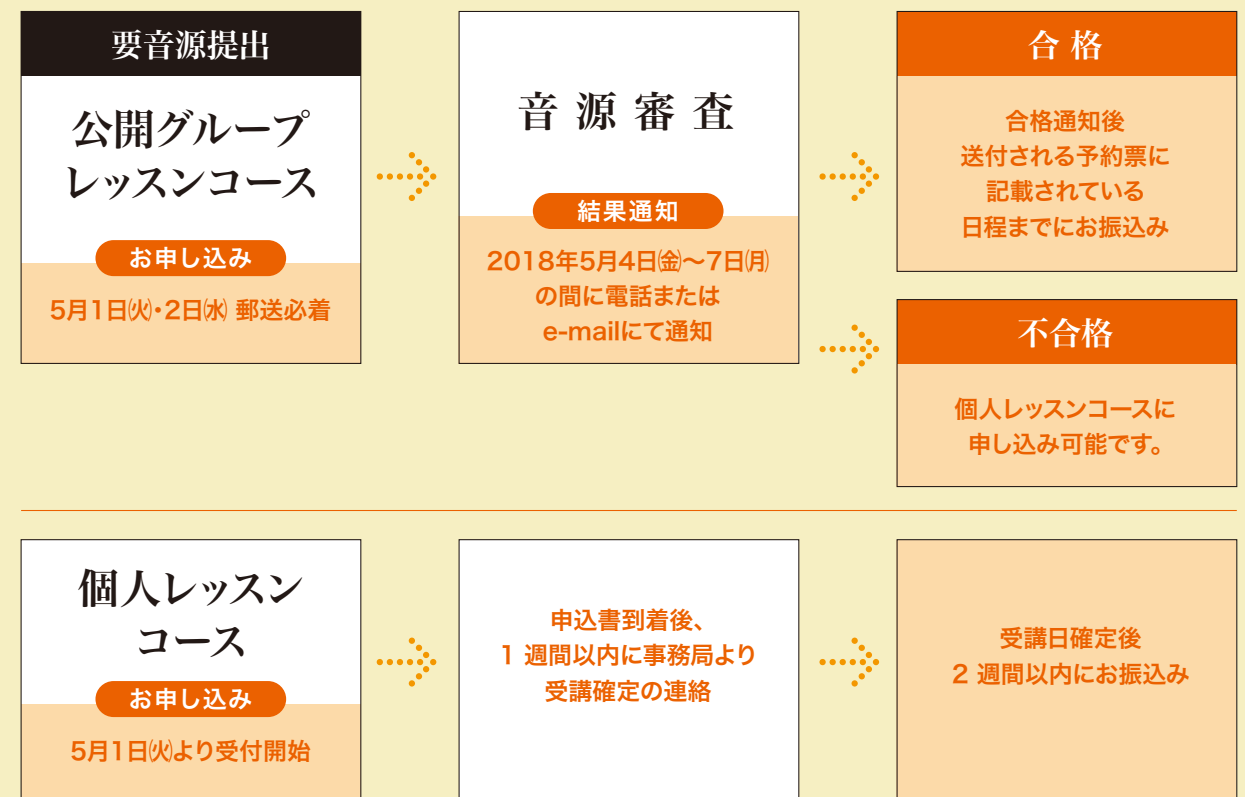 要音源提出
公開グループ
レッスンコース
お申し込み
5月1日㈫・2日㈬ 郵送必着
音源審査
結果通知
2018年5月4日㈮〜7日㈪
の間に電話または
e-mailにて通知
合格
合格通知後
送付される予約票に
記載されている
日程までにお振込み
不合格
個人レッスンコースに
申し込み可能です。
個人レッスン
コース
お申し込み
5月1日㈫より受付開始
申込書到着後、
1 週間以内に事務局より
受講確定の連絡
受講日確定後
2 週間以内にお振込み